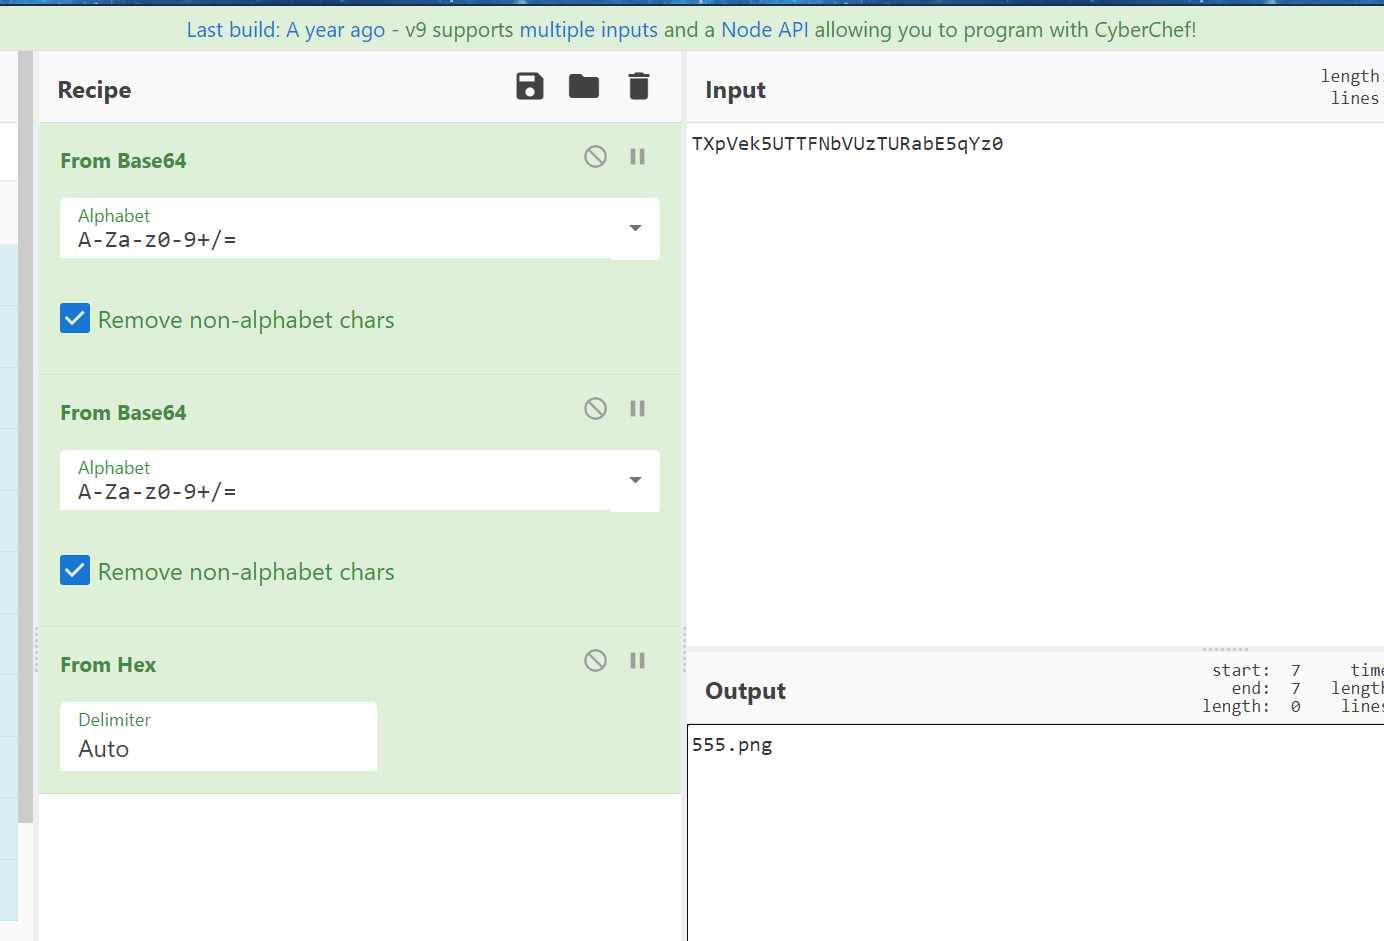 Last build: A year ago - v9 supports multiple inputs and a Node API allowing you to program with CyberChef!
Recipe
From Base64
Alphabet
A-Za-z0-9+/=
Remove non-alphabet chars
From Base64
Alphabet
A-Za-z0-9+/=
Remove non-alphabet chars
From Hex
Delimiter
Auto
Input
length:
lines:
TXpVek5UTTFNbVUzTURabE5qYz0
Output
start: 7
end: 7
length: 0
time
length
lines
555.png